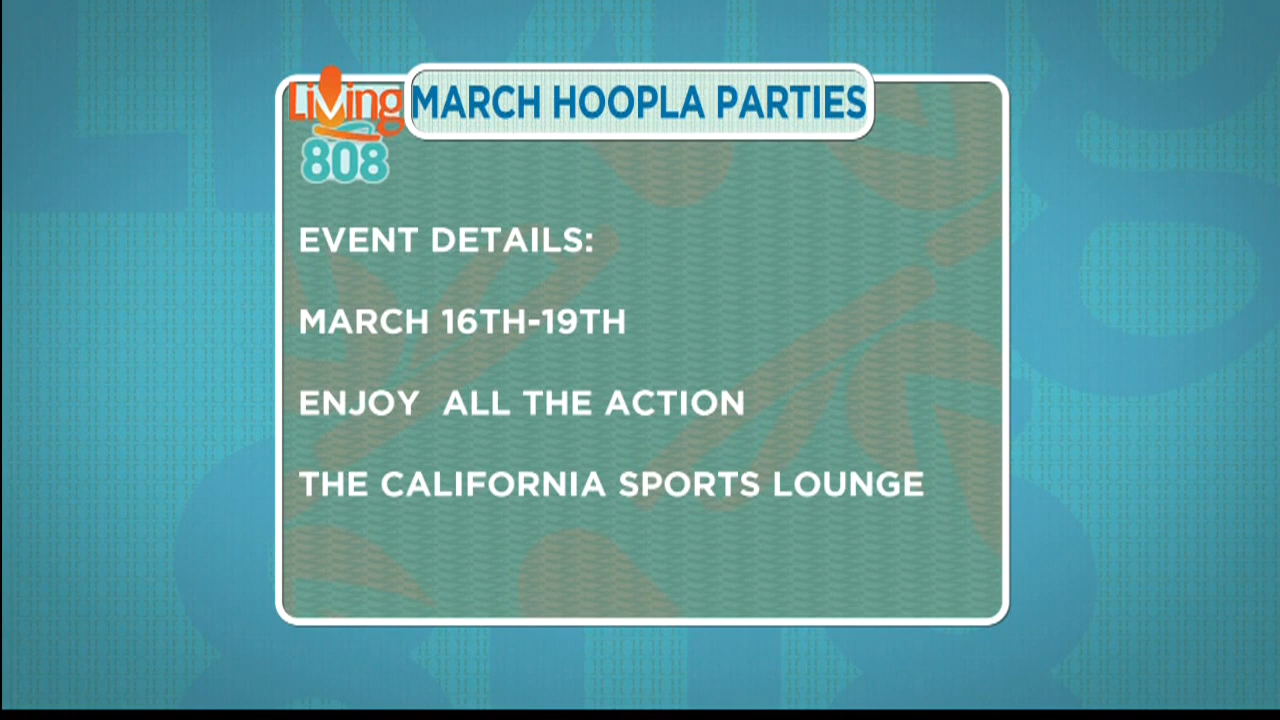 Living
808
MARCH HOOPLA PARTIES
EVENT DETAILS:
MARCH 16TH-19TH
ENJOY  ALL THE ACTION
THE CALIFORNIA SPORTS LOUNGE